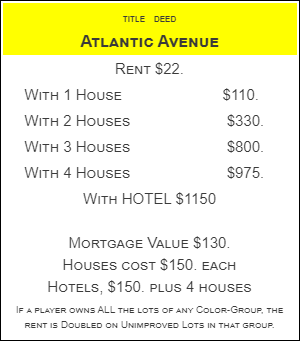 TITLE DEED
ATLANTIC AVENUE
RENT $22.
WITH 1 HOUSE $110.
WITH 2 HOUSES $330.
WITH 3 HOUSES $800.
WITH 4 HOUSES $975.
WITH HOTEL $1150
MORTGAGE VALUE $130.
HOUSES COST $150. EACH
HOTELS, $150. PLUS 4 HOUSES
IF A PLAYER OWNS ALL THE LOTS OF ANY COLOR-GROUP, THE
RENT IS DOUBLED ON UNIMPROVED LOTS IN THAT GROUP.